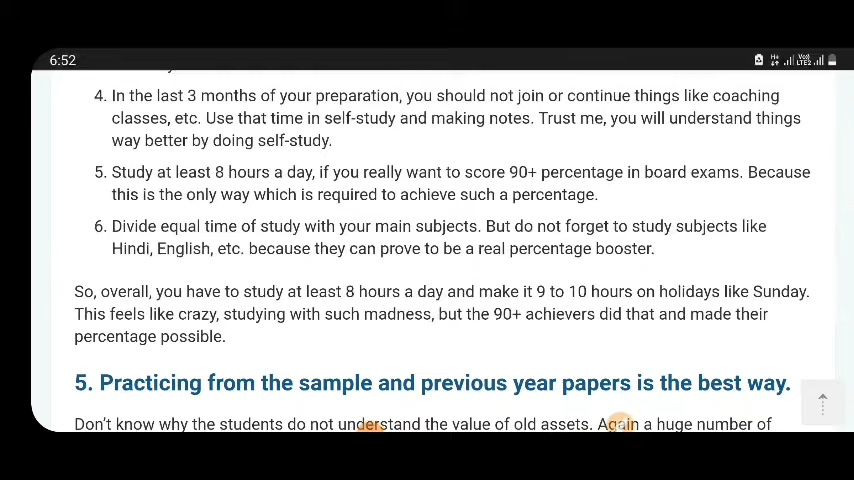 6:52
4. In the last 3 months of your preparation, you should not join or continue things like coaching
classes, etc. Use that time in self-study and making notes. Trust me, you will understand things
way better by doing self-study.
5. Study at least 8 hours a day, if you really want to score 90+ percentage in board exams. Because
this is the only way which is required to achieve such a percentage.
6. Divide equal time of study with your main subjects. But do not forget to study subjects like
Hindi, English, etc. because they can prove to be a real percentage booster.
So, overall, you have to study at least 8 hours a day and make it 9 to 10 hours on holidays like Sunday.
This feels like crazy, studying with such madness, but the 90+ achievers did that and made their
percentage possible.
5. Practicing from the sample and previous year papers is the best way.
Don't know why the students do not understand the value of old assets. Again a huge number of